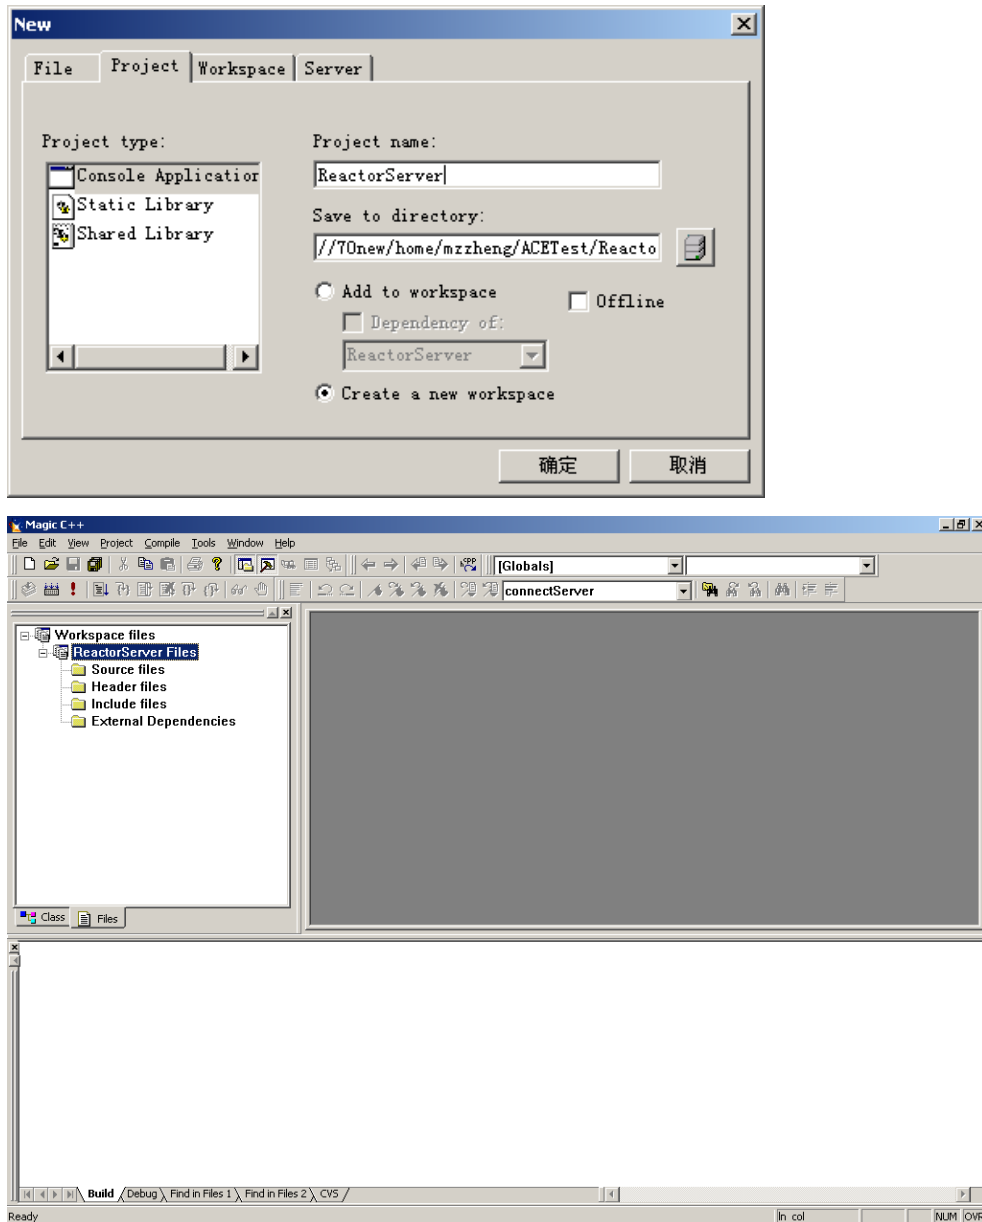 New
File Project Workspace Server
Project type:
Console Application
Static Library
Shared Library
Project name:
ReactorServer
Save to directory:
//70new/home/mzzheng/ACETest/Reacto
Add to workspace
Offline
Dependency of:
ReactorServer
Create a new workspace
确定 取消
Magic C++
File Edit View Project Compile Tools Window Help
[Globals]
connectServer
Workspace files
ReactorServer Files
Source files
Header files
Include files
External Dependencies
Class Files
Build Debug Find in Files 1 Find in Files 2 CVS
Ready ln col NUM OVR